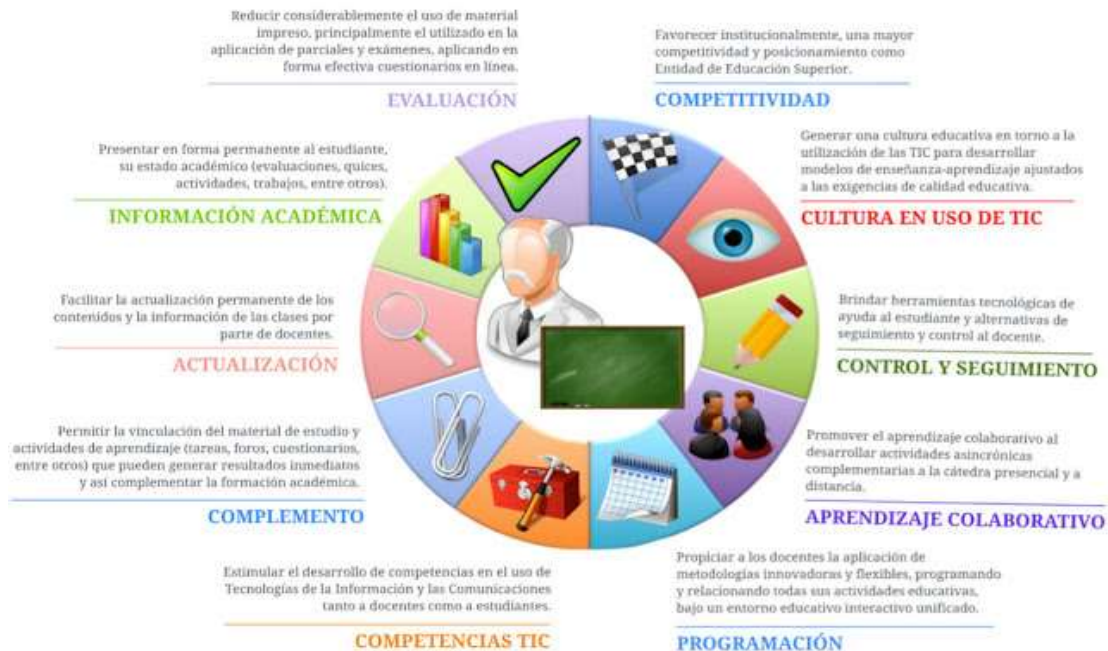 Reducir considerablemente el uso de material
impreso, principalmente el utilizado en la
aplicación de parciales y exámenes, aplicando en
forma efectiva cuestionarios en línea.
EVALUACIÓN
Favorecer institucionalmente, una mayor
competitividad y posicionamiento como
Entidad de Educación Superior.
COMPETITIVIDAD
Presentar en forma permanente al estudiante,
su estado académico (evaluaciones, quices,
actividades, trabajos, entre otros).
INFORMACIÓN ACADÉMICA
Generar una cultura educativa en torno a la
utilización de las TIC para desarrollar
modelos de enseñanza-aprendizaje ajustados
a las exigencias de calidad educativa.
CULTURA EN USO DE TIC
Facilitar la actualización permanente de los
contenidos y la información de las clases por
parte de docentes.
ACTUALIZACIÓN
Brindar herramientas tecnológicas de
ayuda al estudiante y alternativas de
seguimiento y control al docente.
CONTROL Y SEGUIMIENTO
Permitir la vinculación del material de estudio y
actividades de aprendizaje (tareas, foros, cuestionarios,
entre otros) que pueden generar resultados inmediatos
y así complementar la formación académica.
COMPLEMENTO
Promover el aprendizaje colaborativo al
desarrollar actividades asincrónicas
complementarias a la cátedra presencial y a
distancia.
APRENDIZAJE COLABORATIVO
Estimular el desarrollo de competencias en el uso de
Tecnologías de la Información y las Comunicaciones
tanto a docentes como a estudiantes.
COMPETENCIAS TIC
Propiciar a los docentes la aplicación de
metodologías innovadoras y flexibles, programando
y relacionando todas sus actividades educativas,
bajo un entorno educativo interactivo unificado.
PROGRAMACIÓN